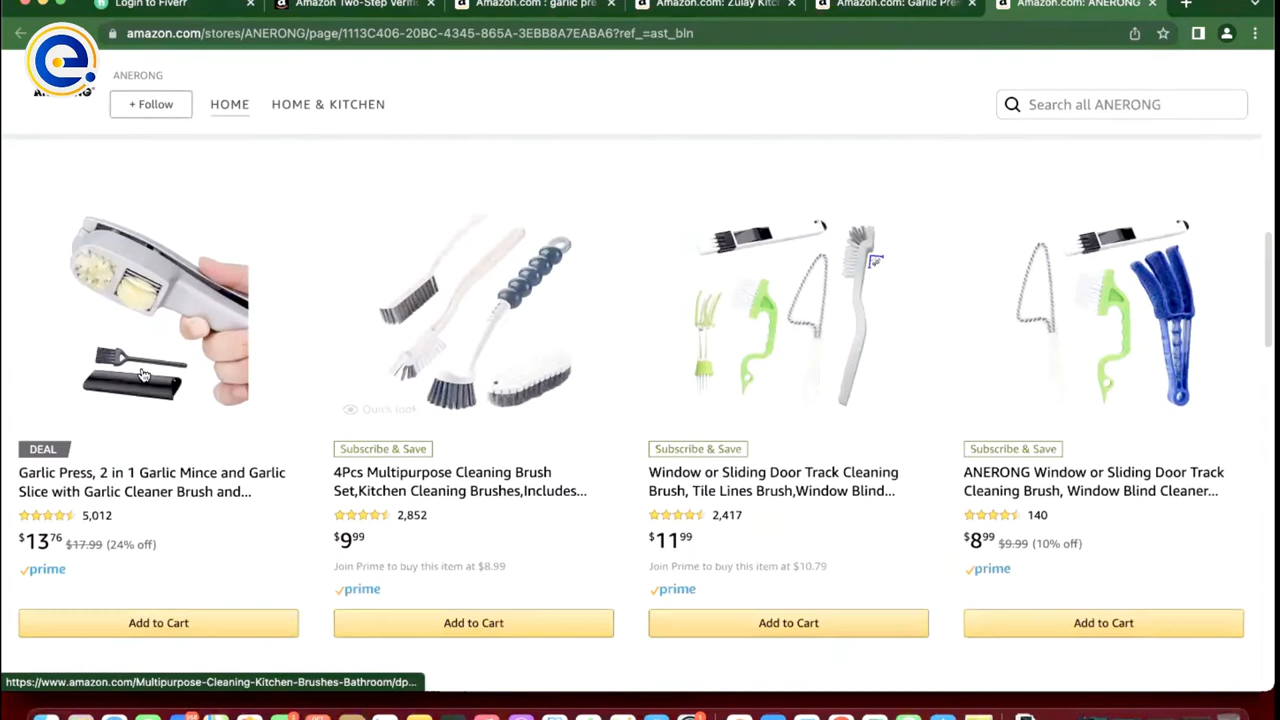 Login to Fiverr
Amazon Two-Step Verifi
Amazon.com : garlic pre
Amazon.com: Zulay Kitc
Amazon.com: Garlic Pre
Amazon.com: ANERONG
amazon.com/stores/ANERONG/page/1113C406-20BC-4345-865A-3EBB8A7EABA6?ref_=ast_bln
e
ANERONG
+ Follow
HOME
HOME & KITCHEN
Search all ANERONG
Quick look
DEAL
Garlic Press, 2 in 1 Garlic Mince and Garlic
Slice with Garlic Cleaner Brush and...
5,012
$13 76 $17.99 (24% off)
prime
Add to Cart
Subscribe & Save
4Pcs Multipurpose Cleaning Brush
Set,Kitchen Cleaning Brushes,Includes...
2,852
$9 99
Join Prime to buy this item at $8.99
prime
Add to Cart
Subscribe & Save
Window or Sliding Door Track Cleaning
Brush, Tile Lines Brush,Window Blind...
2,417
$11 99
Join Prime to buy this item at $10.79
prime
Add to Cart
Subscribe & Save
ANERONG Window or Sliding Door Track
Cleaning Brush, Window Blind Cleaner...
140
$8 99 $9.99 (10% off)
prime
Add to Cart
https://www.amazon.com/Multipurpose-Cleaning-Kitchen-Brushes-Bathroom/dp...